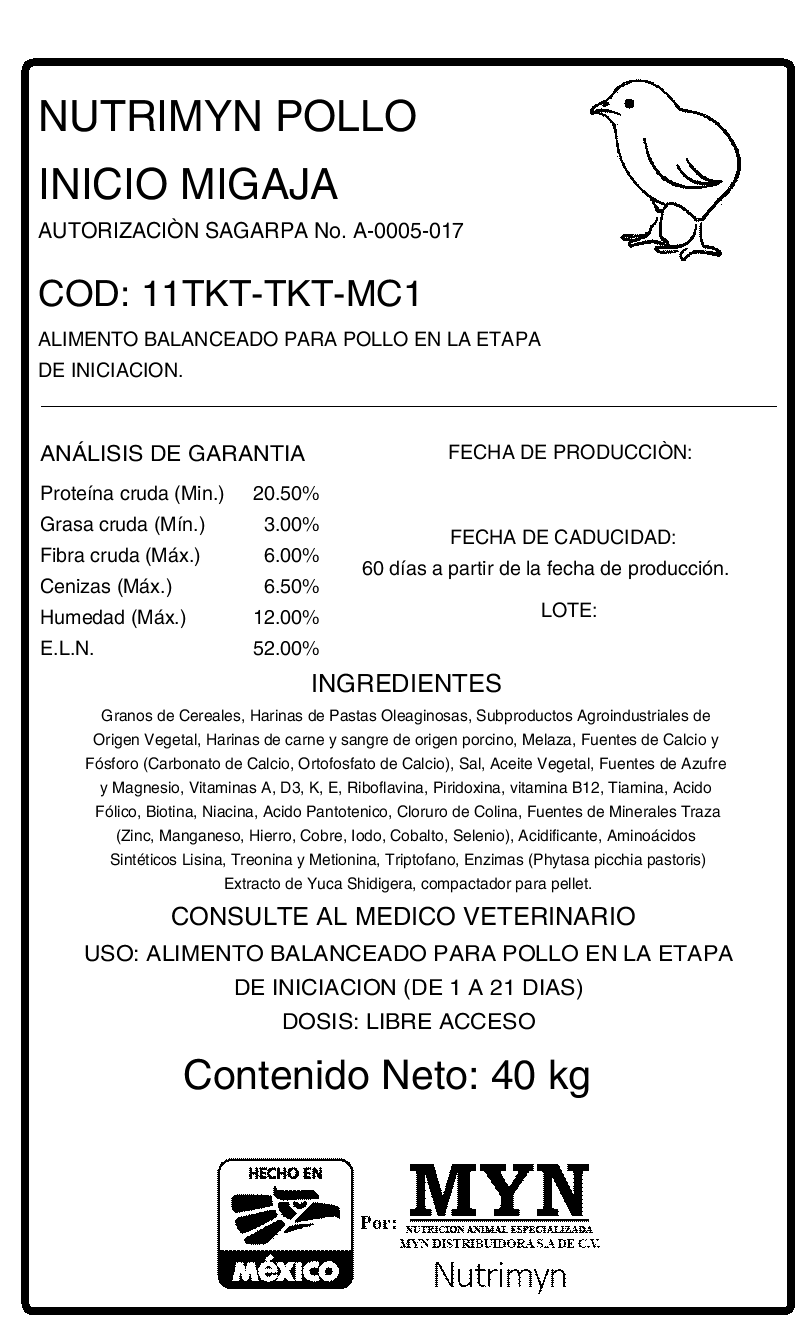 NUTRIMYN POLLO
INICIO MIGAJA
AUTORIZACIÒN SAGARPA No. A-0005-017
COD: 11TKT-TKT-MC1
ALIMENTO BALANCEADO PARA POLLO EN LA ETAPA
DE INICIACION.
ANÁLISIS DE GARANTIA
Proteína cruda (Min.) 20.50%
Grasa cruda (Mín.) 3.00%
Fibra cruda (Máx.) 6.00%
Cenizas (Máx.) 6.50%
Humedad (Máx.) 12.00%
E.L.N. 52.00%
FECHA DE PRODUCCIÒN:
FECHA DE CADUCIDAD:
60 días a partir de la fecha de producción.
LOTE:
INGREDIENTES
Granos de Cereales, Harinas de Pastas Oleaginosas, Subproductos Agroindustriales de
Origen Vegetal, Harinas de carne y sangre de origen porcino, Melaza, Fuentes de Calcio y
Fósforo (Carbonato de Calcio, Ortofosfato de Calcio), Sal, Aceite Vegetal, Fuentes de Azufre
y Magnesio, Vitaminas A, D3, K, E, Riboflavina, Piridoxina, vitamina B12, Tiamina, Acido
Fólico, Biotina, Niacina, Acido Pantotenico, Cloruro de Colina, Fuentes de Minerales Traza
(Zinc, Manganeso, Hierro, Cobre, Iodo, Cobalto, Selenio), Acidificante, Aminoácidos
Sintéticos Lisina, Treonina y Metionina, Triptofano, Enzimas (Phytasa picchia pastoris)
Extracto de Yuca Shidigera, compactador para pellet.
CONSULTE AL MEDICO VETERINARIO
USO: ALIMENTO BALANCEADO PARA POLLO EN LA ETAPA
DE INICIACION (DE 1 A 21 DIAS)
DOSIS: LIBRE ACCESO
Contenido Neto: 40 kg
HECHO EN
MéXICO
Por:
MYN
NUTRICION ANIMAL ESPECIALIZADA
MYN DISTRIBUIDORA S.A DE C.V.
Nutrimyn